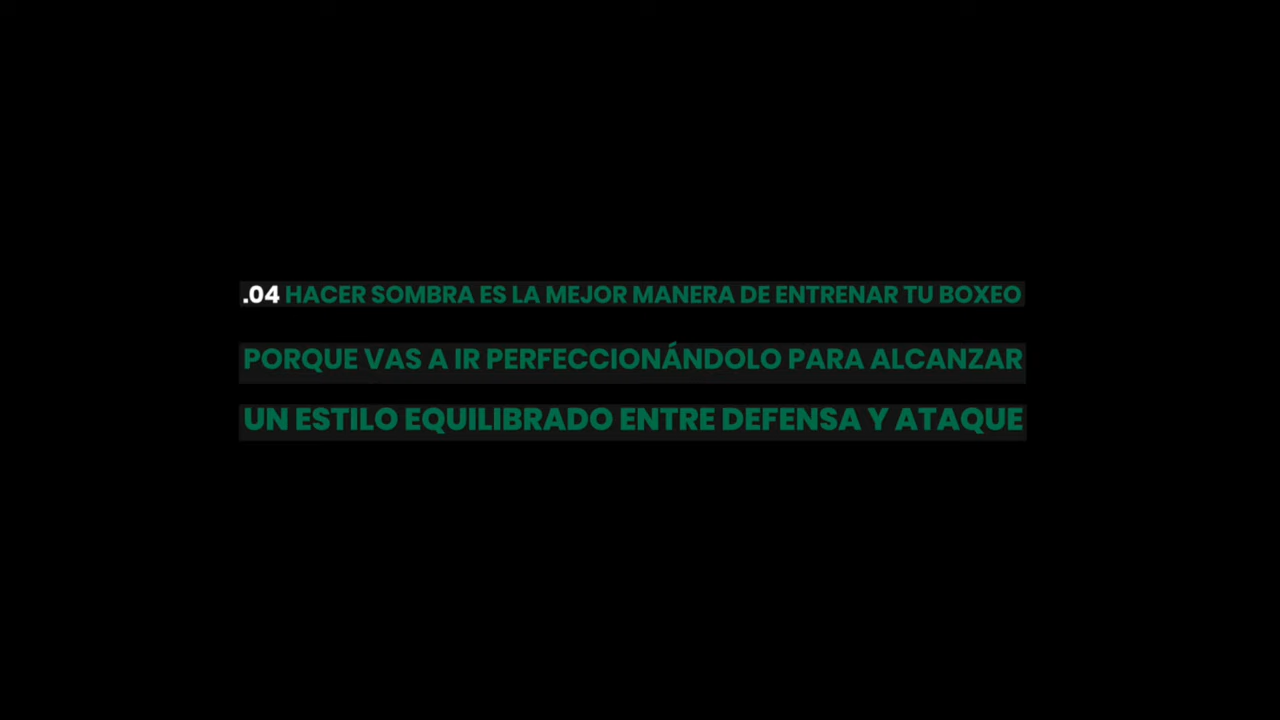 .04 HACER SOMBRA ES LA MEJOR MANERA DE ENTRENAR TU BOXEO
PORQUE VAS A IR PERFECCIONÁNDOLO PARA ALCANZAR
UN ESTILO EQUILIBRADO ENTRE DEFENSA Y ATAQUE